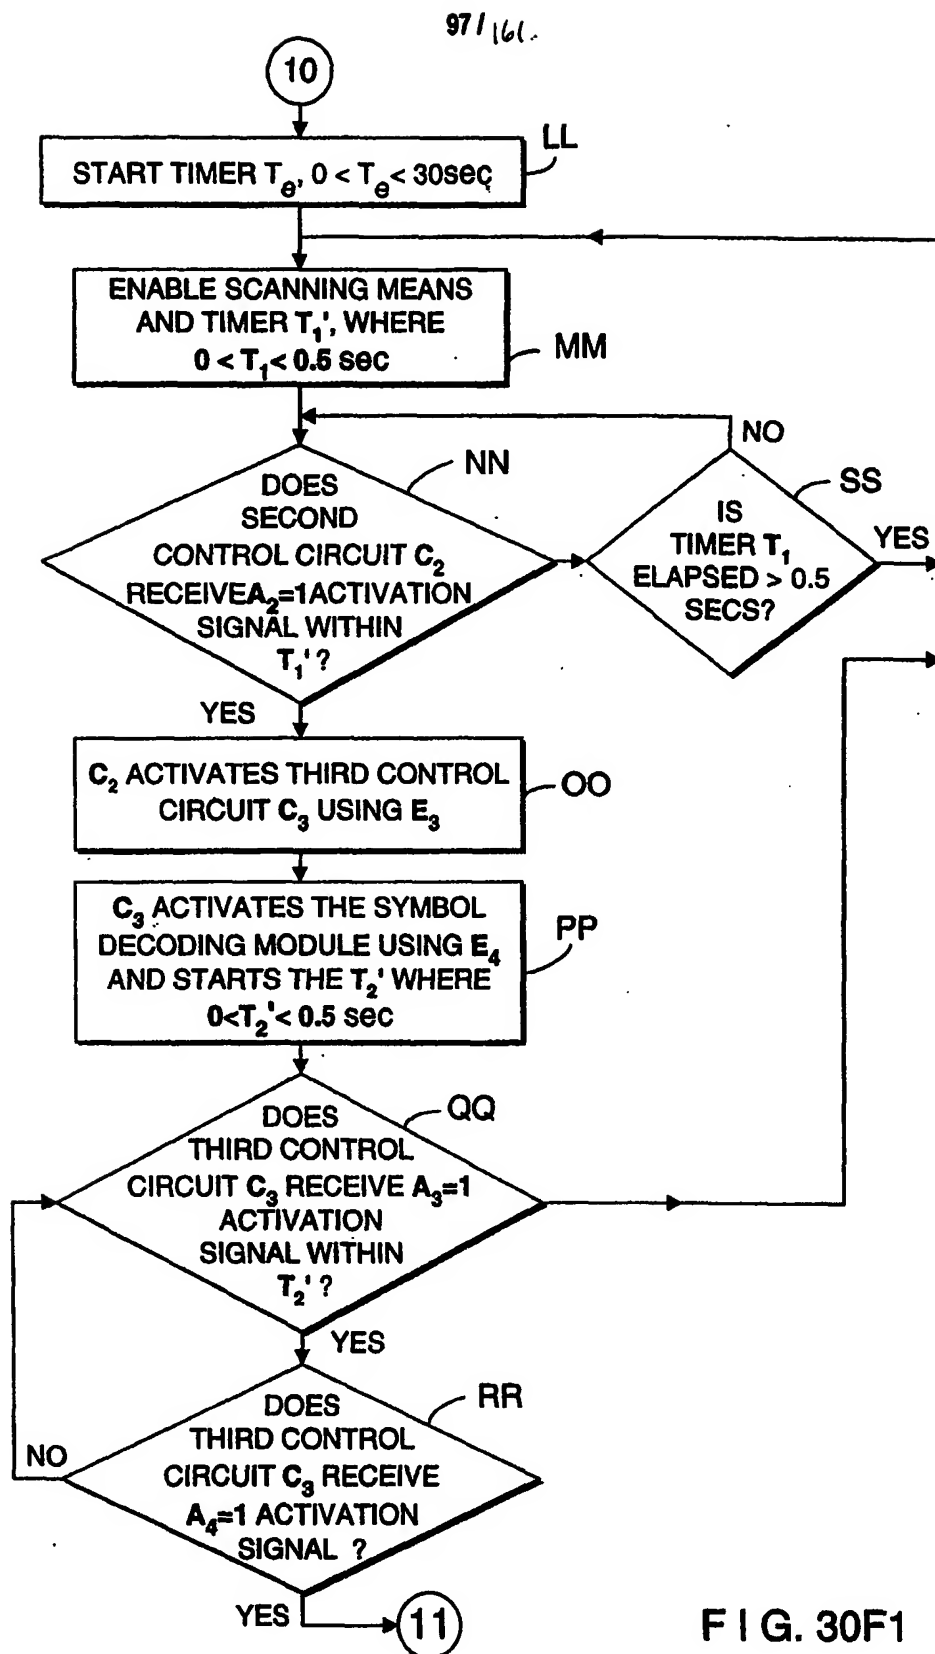 97/161.
10
START TIMER Te, 0 < Te < 30sec
LL
ENABLE SCANNING MEANS
AND TIMER T1', WHERE
0 < T1 < 0.5 sec
MM
NO
NN
DOES
SECOND
CONTROL CIRCUIT C2
RECEIVE A2=1 ACTIVATION
SIGNAL WITHIN
T1' ?
SS
IS
TIMER T1
ELAPSED > 0.5
SECS?
YES
YES
C2 ACTIVATES THIRD CONTROL
CIRCUIT C3 USING E3
OO
C3 ACTIVATES THE SYMBOL
DECODING MODULE USING E4
AND STARTS THE T2' WHERE
0<T2'< 0.5 sec
PP
QQ
DOES
THIRD CONTROL
CIRCUIT C3 RECEIVE A3=1
ACTIVATION
SIGNAL WITHIN
T2' ?
YES
RR
DOES
THIRD CONTROL
CIRCUIT C3 RECEIVE
A4=1 ACTIVATION
SIGNAL ?
NO
YES
11
FIG. 30F1